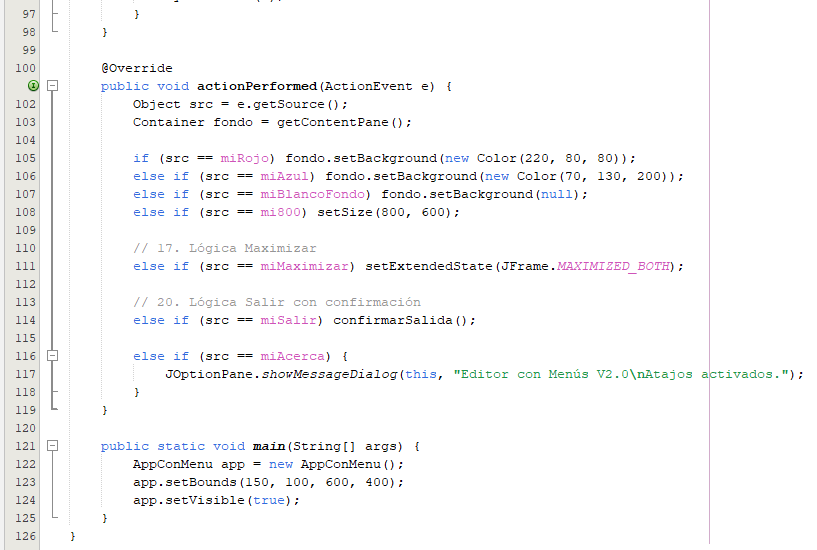 97 }
98 }
99
100 @Override
public void actionPerformed(ActionEvent e) {
102 Object src = e.getSource();
103 Container fondo = getContentPane();
104
105 if (src == miRojo) fondo.setBackground(new Color(220, 80, 80));
106 else if (src == miAzul) fondo.setBackground(new Color(70, 130, 200));
107 else if (src == miBlancoFondo) fondo.setBackground(null);
108 else if (src == mi800) setSize(800, 600);
109
110 // 17. Lógica Maximizar
111 else if (src == miMaximizar) setExtendedState(JFrame.MAXIMIZED_BOTH);
112
113 // 20. Lógica Salir con confirmación
114 else if (src == miSalir) confirmarSalida();
115
116 else if (src == miAcerca) {
117 JOptionPane.showMessageDialog(this, "Editor con Menús V2.0\nAtajos activados.");
118 }
119 }
120
121 public static void main(String[] args) {
122 AppConMenu app = new AppConMenu();
123 app.setBounds(150, 100, 600, 400);
124 app.setVisible(true);
125 }
126 }